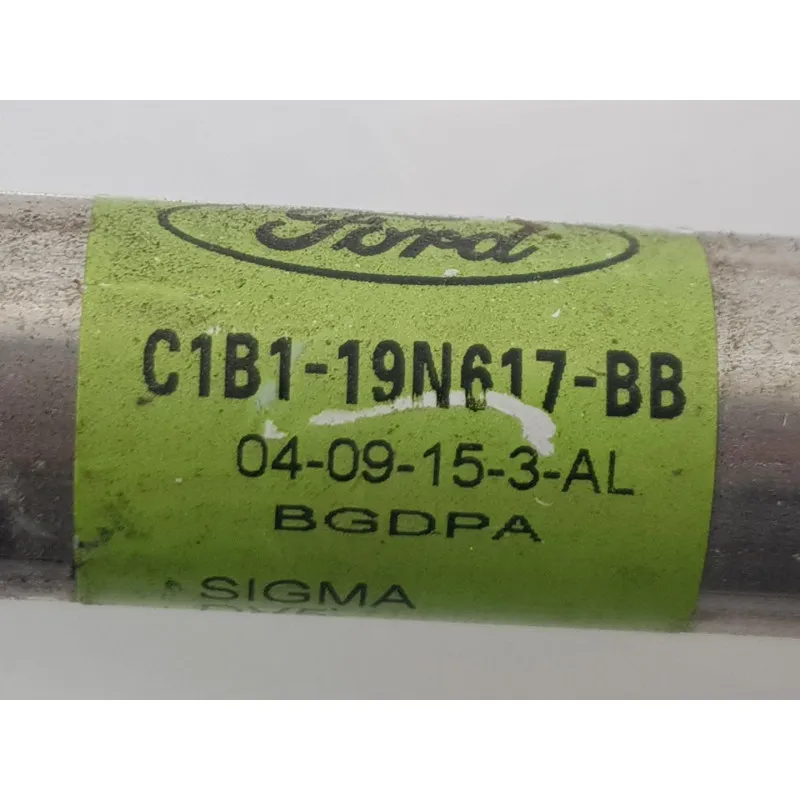 Ford
C1B1-19N617-BB
04-09-15-3-AL
BGDPA
SIGMA